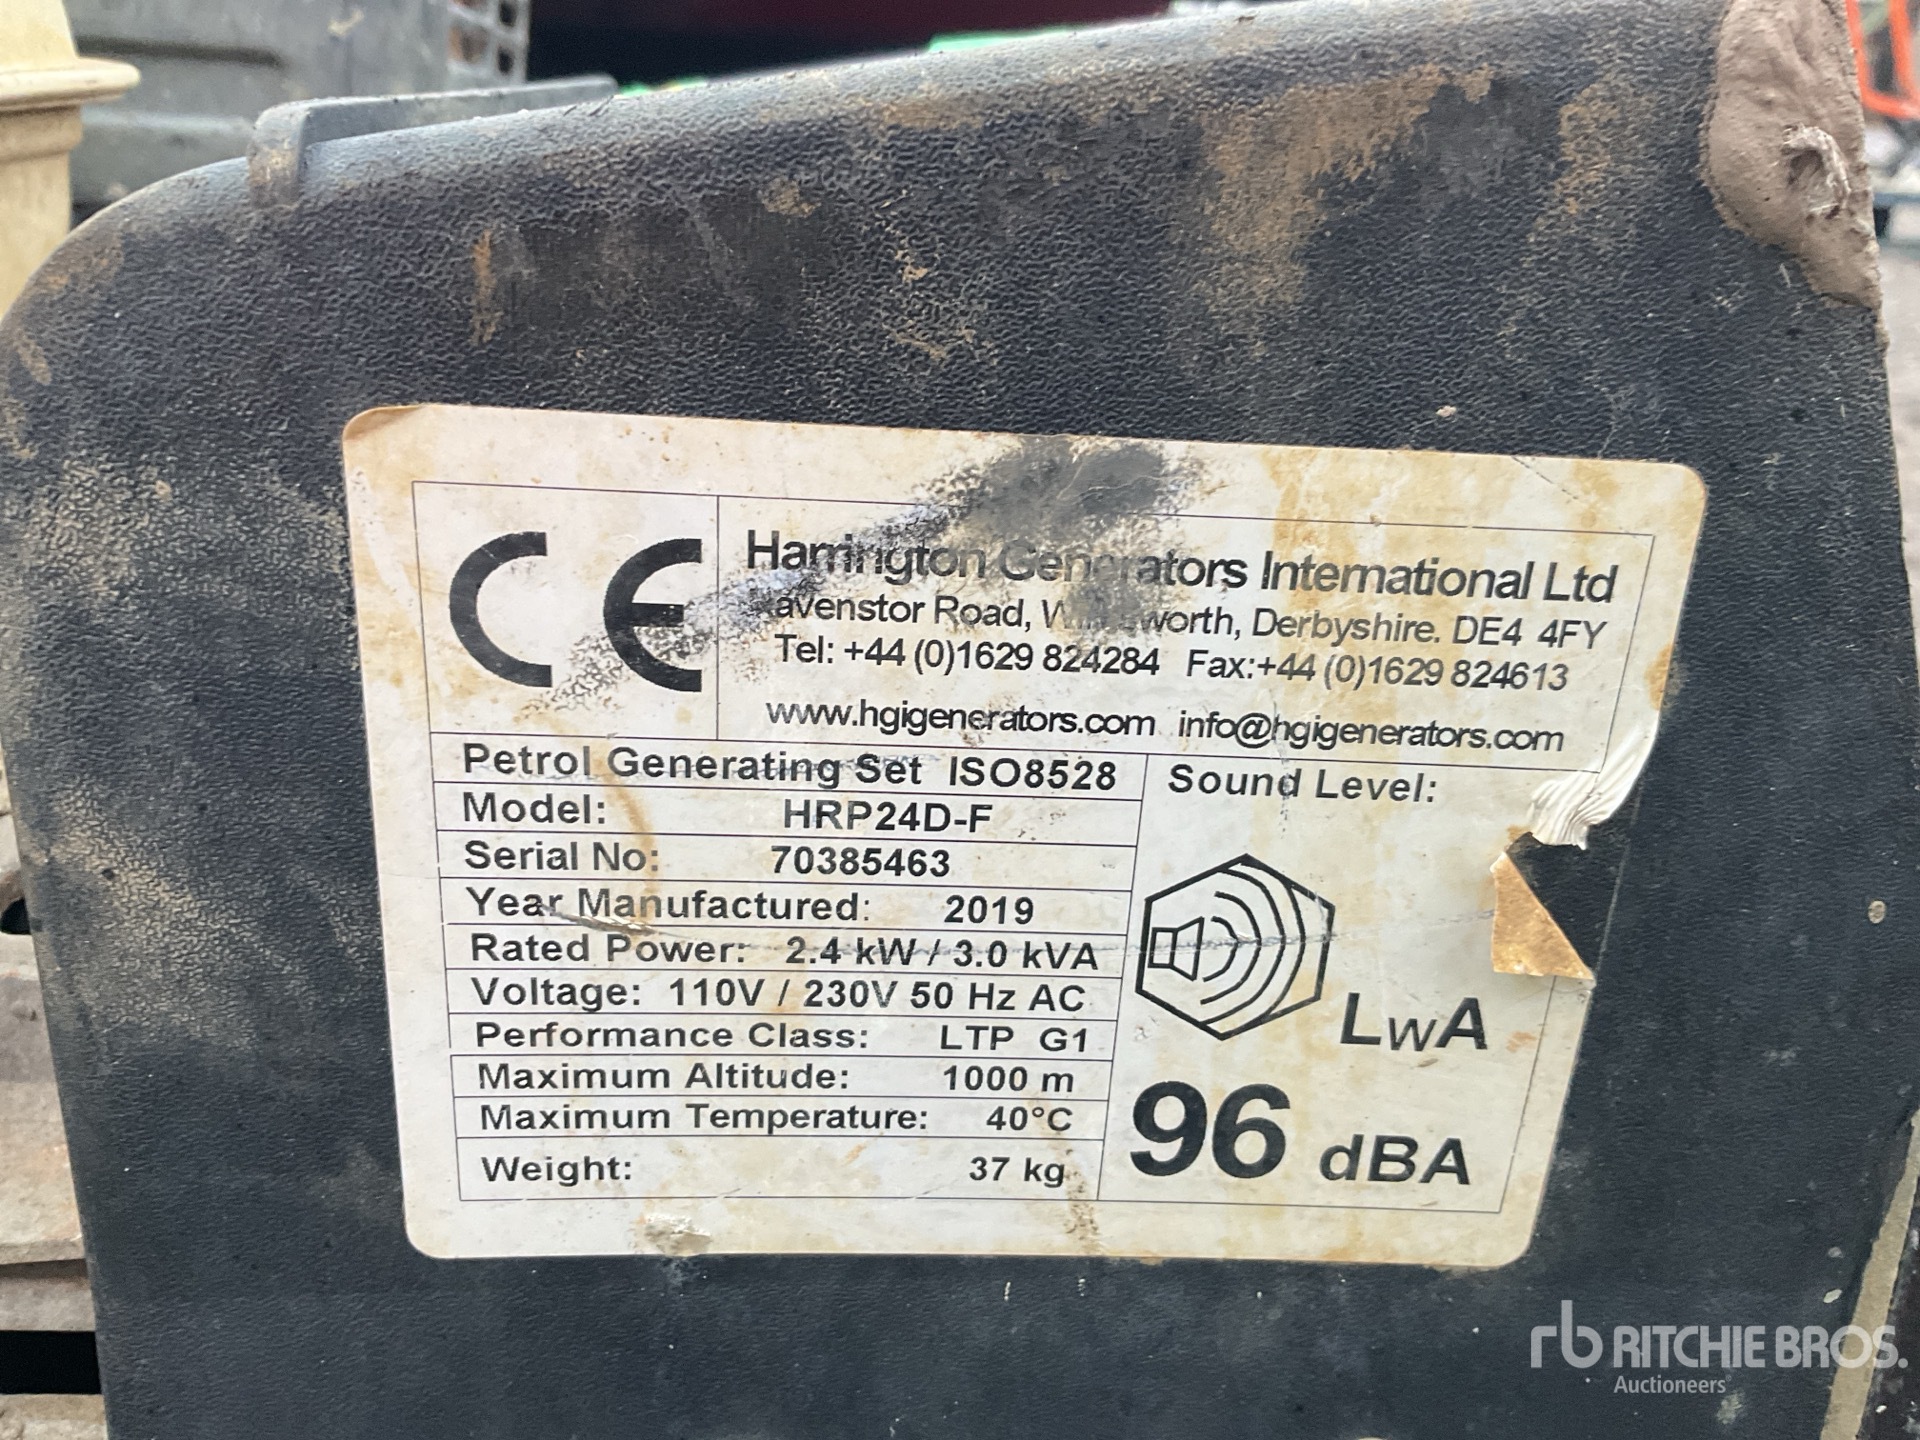 CE
Harrington Generators International Ltd
Road, Derbyshire. DE4 4FY
Tel: +44 (0)1629 824284 Fax:+44 (0)1629 824613
www.hgigenerators.com info@hgigenerators.com
Petrol Generating Set ISO8528
Model: HRP24D-F
Serial No: 70385463
Year Manufactured: 2019
Rated Power: 2.4 kW / 3.0 kVA
Voltage: 110V / 230V 50 Hz AC
Performance Class: LTP G1
Maximum Altitude: 1000 m
Maximum Temperature: 40°C
Weight: 37 kg
Sound Level:
LWA
96 dBA
rb RITCHIE BROS.
Auctioneers